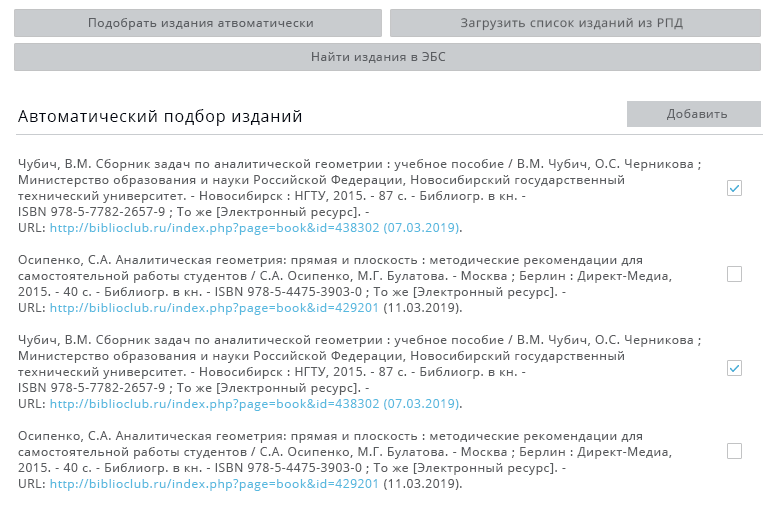 Подобрать издания атвоматически
Загрузить список изданий из РПД
Найти издания в ЭБС
Автоматический подбор изданий
Добавить
Чубич, В.М. Сборник задач по аналитической геометрии : учебное пособие / В.М. Чубич, О.С. Черникова ;
Министерство образования и науки Российской Федерации, Новосибирский государственный
технический университет. - Новосибирск : НГТУ, 2015. - 87 с. - Библиогр. в кн. -
ISBN 978-5-7782-2657-9 ; То же [Электронный ресурс]. -
URL: http://biblioclub.ru/index.php?page=book&id=438302 (07.03.2019).
Осипенко, С.А. Аналитическая геометрия: прямая и плоскость : методические рекомендации для
самостоятельной работы студентов / С.А. Осипенко, М.Г. Булатова. - Москва ; Берлин : Директ-Медиа,
2015. - 40 с. - Библиогр. в кн. - ISBN 978-5-4475-3903-0 ; То же [Электронный ресурс]. -
URL: http://biblioclub.ru/index.php?page=book&id=429201 (11.03.2019).
Чубич, В.М. Сборник задач по аналитической геометрии : учебное пособие / В.М. Чубич, О.С. Черникова ;
Министерство образования и науки Российской Федерации, Новосибирский государственный
технический университет. - Новосибирск : НГТУ, 2015. - 87 с. - Библиогр. в кн. -
ISBN 978-5-7782-2657-9 ; То же [Электронный ресурс]. -
URL: http://biblioclub.ru/index.php?page=book&id=438302 (07.03.2019).
Осипенко, С.А. Аналитическая геометрия: прямая и плоскость : методические рекомендации для
самостоятельной работы студентов / С.А. Осипенко, М.Г. Булатова. - Москва ; Берлин : Директ-Медиа,
2015. - 40 с. - Библиогр. в кн. - ISBN 978-5-4475-3903-0 ; То же [Электронный ресурс]. -
URL: http://biblioclub.ru/index.php?page=book&id=429201 (11.03.2019).